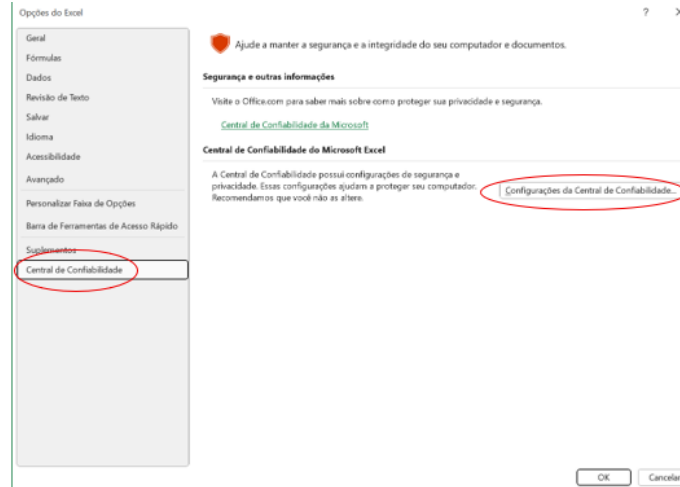 Opções do Excel
?
Geral
Fórmulas
Dados
Revisão de Texto
Salvar
Idioma
Acessibilidade
Avançado
Personalizar Faixa de Opções
Barra de Ferramentas de Acesso Rápido
Suplementos
Central de Confiabilidade
Ajude a manter a segurança e a integridade do seu computador e documentos.
Segurança e outras informações
Visite o Office.com para saber mais sobre como proteger sua privacidade e segurança.
Central de Confiabilidade da Microsoft
Central de Confiabilidade do Microsoft Excel
A Central de Confiabilidade possui configurações de segurança e
privacidade. Essas configurações ajudam a proteger seu computador.
Recomendamos que você não as altere.
Configurações da Central de Confiabilidade...
OK
Cancelar